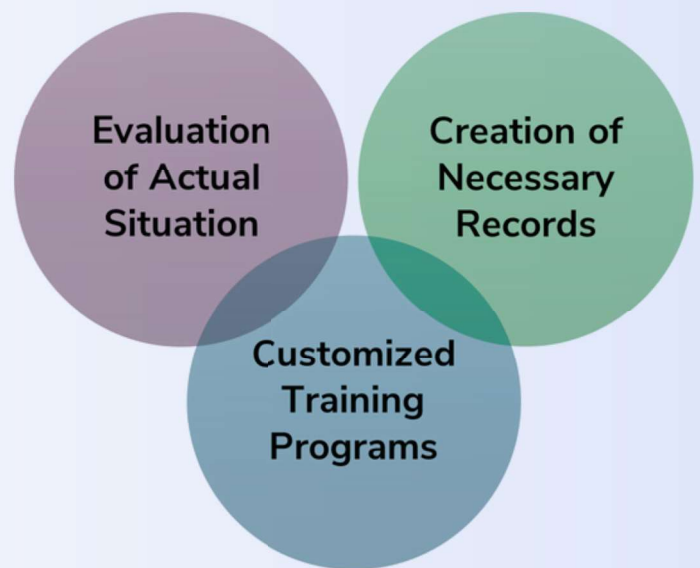 Evaluation
of Actual
Situation
Creation of
Necessary
Records
Customized
Training
Programs